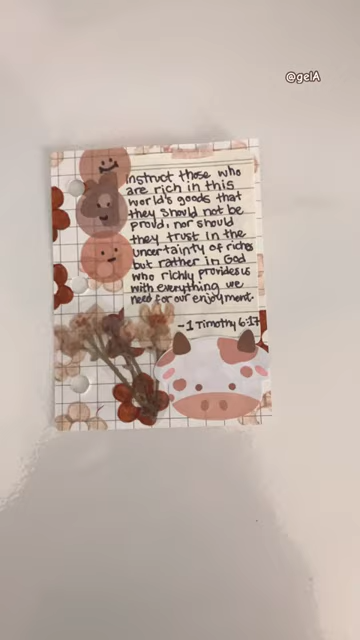 @gelA
instruct those who
are rich in this
world's goods that
they should not be
proud, nor should
they trust in the
uncertainty of riches
but rather in God
who richly provides us
with everything we
need for our enjoyment.
-1 Timothy 6:17